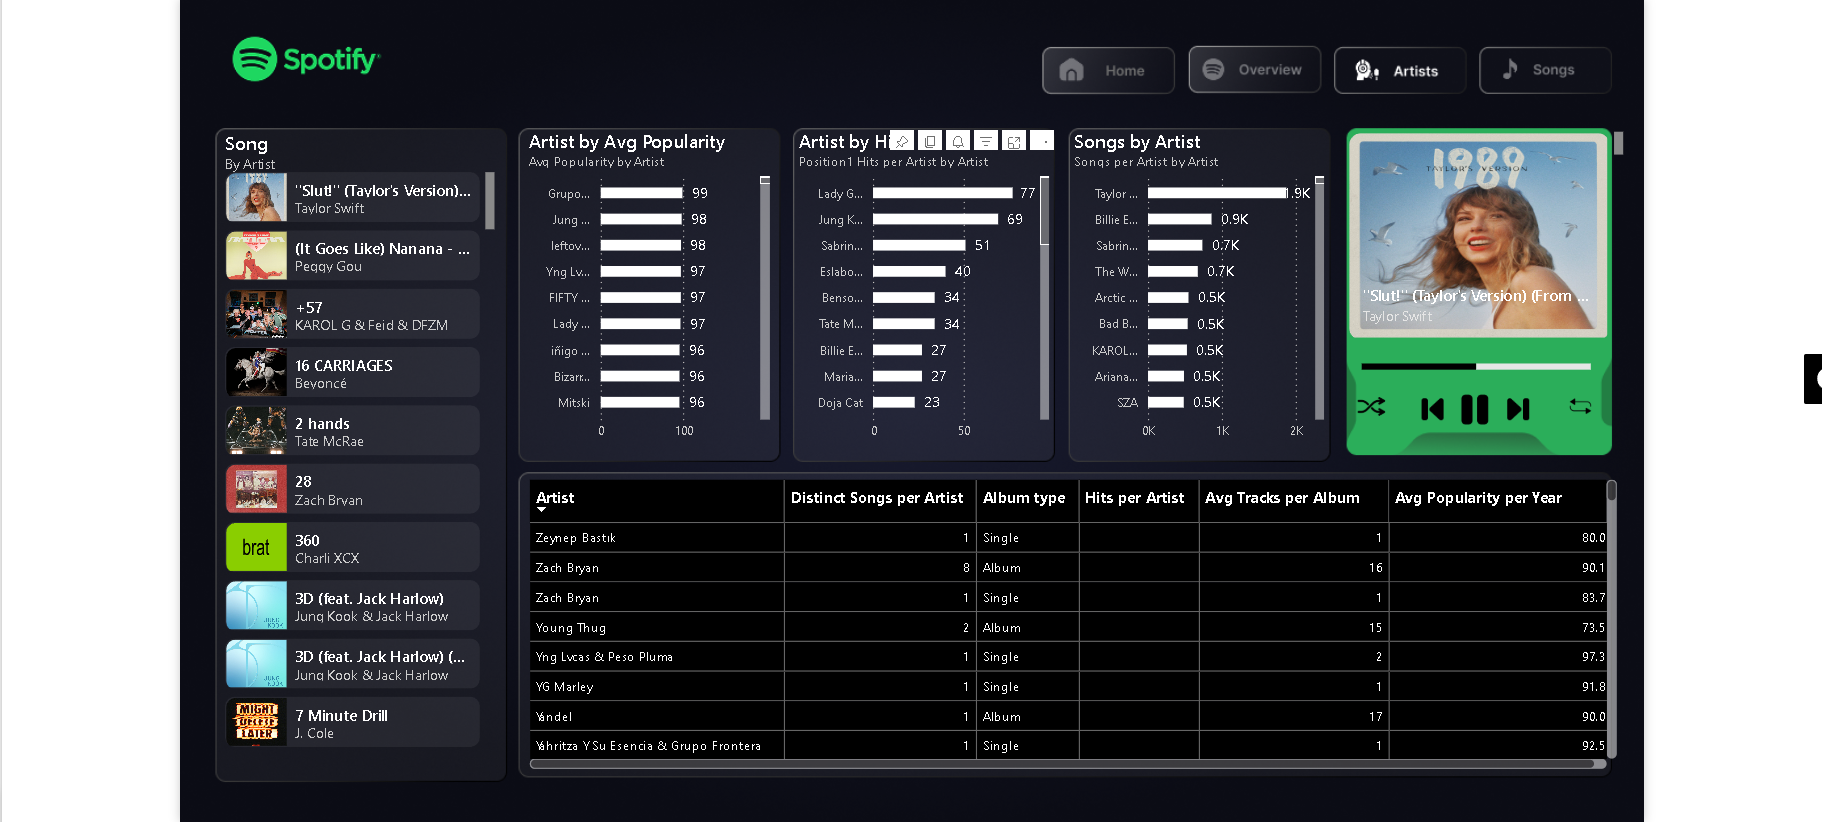 Spotify
Home
Overview
Artists
Songs
Song
By Artist
"Slut!" (Taylor's Version)...
Taylor Swift
(It Goes Like) Nanana - ...
Peggy Gou
+57
KAROL G & Feid & DFZM
16 CARRIAGES
Beyoncé
2 hands
Tate McRae
28
Zach Bryan
brat
360
Charli XCX
3D (feat. Jack Harlow)
Jung Kook & Jack Harlow
JUNG KOOK
3D (feat. Jack Harlow) (...
Jung Kook & Jack Harlow
JUNG KOOK
MIGHT
DELETE
LATER
7 Minute Drill
J. Cole
Artist by Avg Popularity
Avg Popularity by Artist
Grupo... 99
Jung ... 98
leftov... 98
Yng Lv... 97
FIFTY ... 97
Lady ... 97
iñigo ... 96
Bizarr... 96
Mitski 96
0 100
Artist by Hi
Position1 Hits per Artist by Artist
Lady G... 77
Jung K... 69
Sabrin... 51
Eslabo... 40
Benso... 34
Tate M... 34
Billie E... 27
Maria... 27
Doja Cat 23
0 50
Songs by Artist
Songs per Artist by Artist
Taylor ... 1.9K
Billie E... 0.9K
Sabrin... 0.7K
The W... 0.7K
Arctic ... 0.5K
Bad B... 0.5K
KAROL... 0.5K
Ariana... 0.5K
SZA 0.5K
0K 1K 2K
1989
TAYLOR'S VERSION
"Slut!" (Taylor's Version) (From ...
Taylor Swift
Artist Distinct Songs per Artist Album type Hits per Artist Avg Tracks per Album Avg Popularity per Year
Zeynep Bastık 1 Single 1 80.0
Zach Bryan 8 Album 16 90.1
Zach Bryan 1 Single 1 83.7
Young Thug 2 Album 15 73.5
Yng Lvcas & Peso Pluma 1 Single 2 97.3
YG Marley 1 Single 1 91.8
Yandel 1 Album 17 90.0
Yahritza Y Su Esencia & Grupo Frontera 1 Single 1 92.5